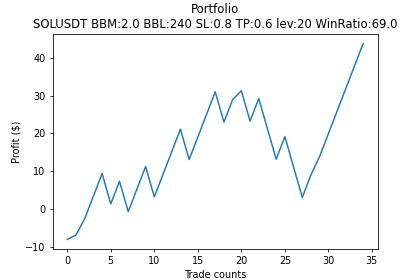 Portfolio
SOLUSDT BBM:2.0 BBL:240 SL:0.8 TP:0.6 lev:20 WinRatio:69.0
Profit ($)
40
30
20
10
0
−10
0 5 10 15 20 25 30 35
Trade counts